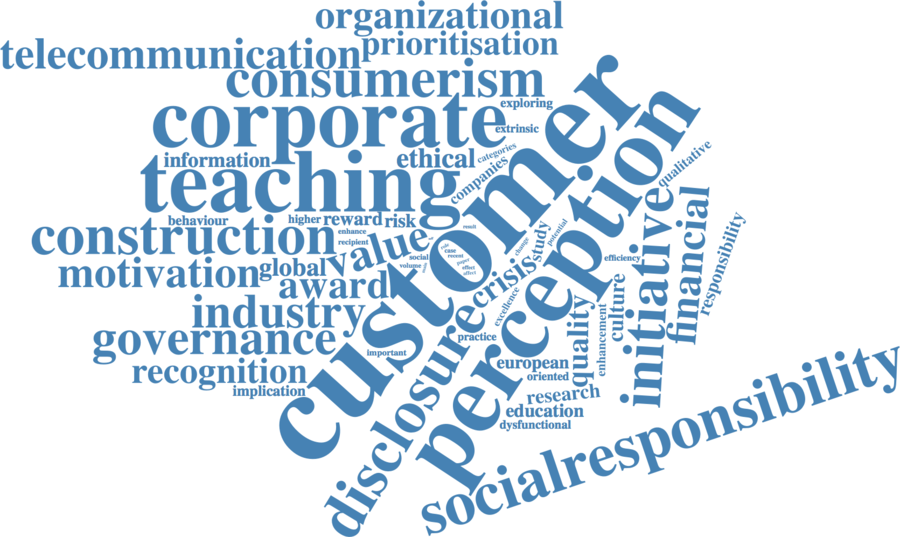 organizational
prioritisation
telecommunication
consumerism
exploring
corporate
extrinsic
categories
information
ethical
companies
teaching
qualitative
customer
perception
behaviour
higher
reward
risk
enhance
recipient
construction
value
social
volume
role
case
recent
paper
effect
affect
change
study
potential
efficiency
motivation
global
crisis
award
excellence
industry
governance
practice
important
disclosure
quality
culture
enhancement
initiative
financial
responsibility
recognition
implication
european
oriented
research
education
dysfunctional
socialresponsibility